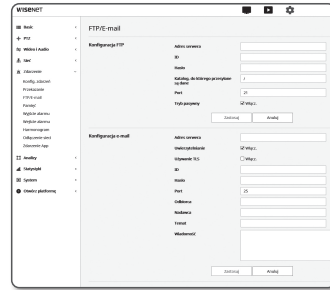 WISENET
Basic
PTZ
Wideo i Audio
Sieć
Zdarzenie
Konfig. zdarzeń
Przekazanie
FTP/E-mail
Pamięć
Wyjście alarmu
Wejście alarmu
Harmonogram
Odłączenie sieci
Zdarzenie App
Analizy
Statystyki
System
Otwórz platformę
FTP/E-mail
Konfiguracja FTP
Adres serwera
ID
Hasło
Katalog, do którego przesyłane są dane
/
Port
21
Tryb pasywny
Włącz.
Zastosuj
Anuluj
Konfiguracja e-mail
Adres serwera
Uwierzytelnianie
Włącz.
Używanie TLS
Włącz.
ID
Hasło
Port
25
Odbiorca
Nadawca
Temat
Wiadomość
Zastosuj
Anuluj